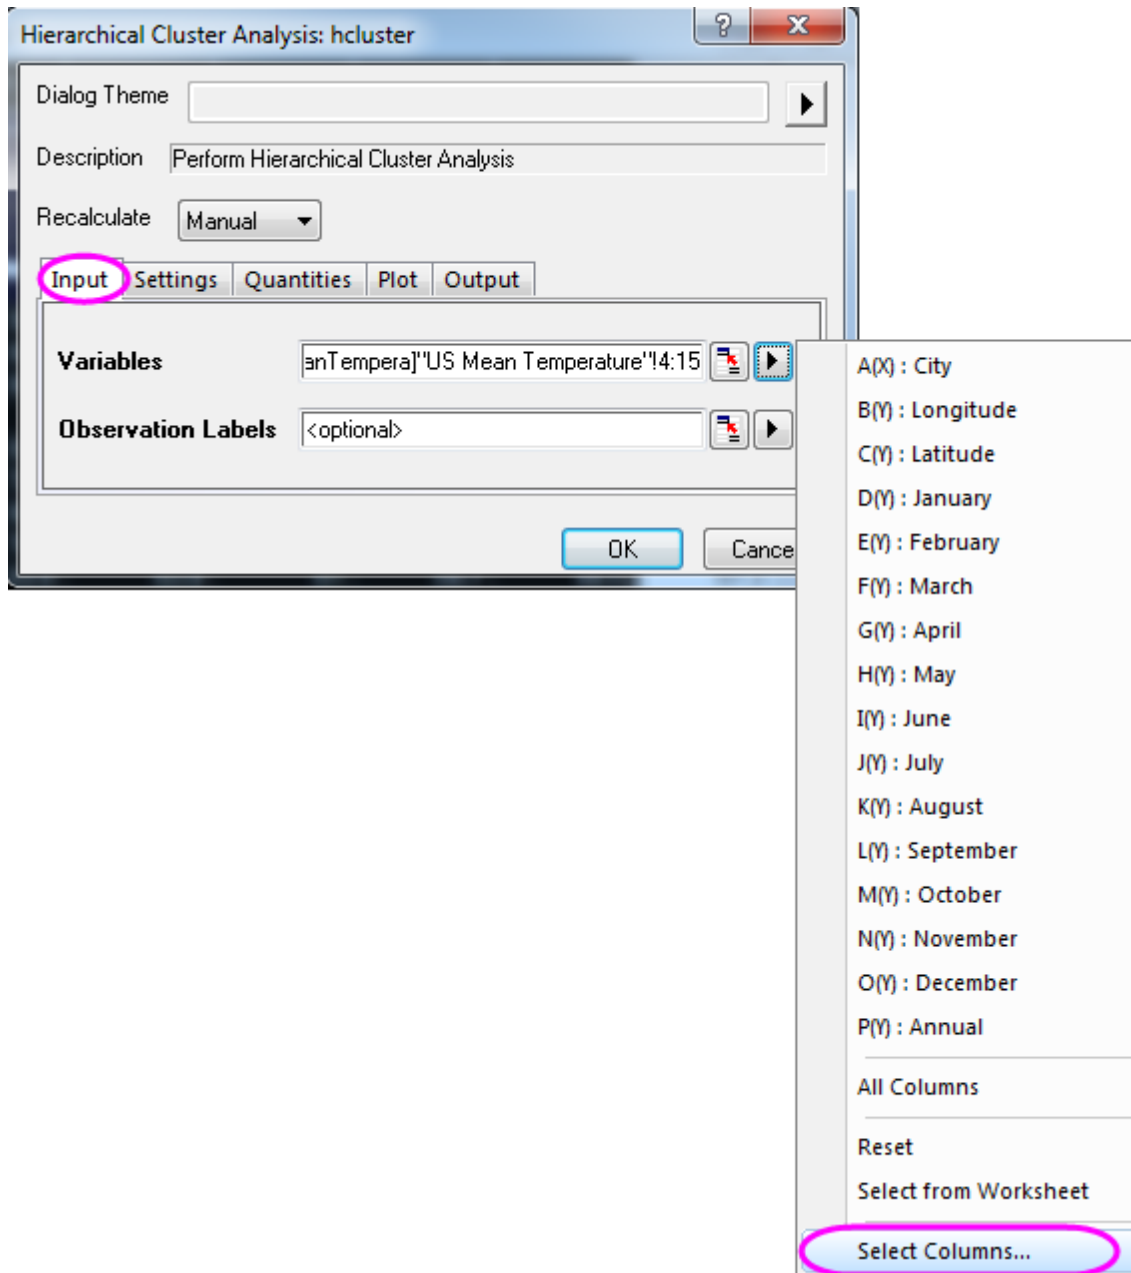 Hierarchical Cluster Analysis: hcluster
Dialog Theme
Description Perform Hierarchical Cluster Analysis
Recalculate Manual
Input Settings Quantities Plot Output
Variables anTempera]"US Mean Temperature"!4:15
Observation Labels <optional>
OK Cance
A(X) : City
B(Y) : Longitude
C(Y) : Latitude
D(Y) : January
E(Y) : February
F(Y) : March
G(Y) : April
H(Y) : May
I(Y) : June
J(Y) : July
K(Y) : August
L(Y) : September
M(Y) : October
N(Y) : November
O(Y) : December
P(Y) : Annual
All Columns
Reset
Select from Worksheet
Select Columns...